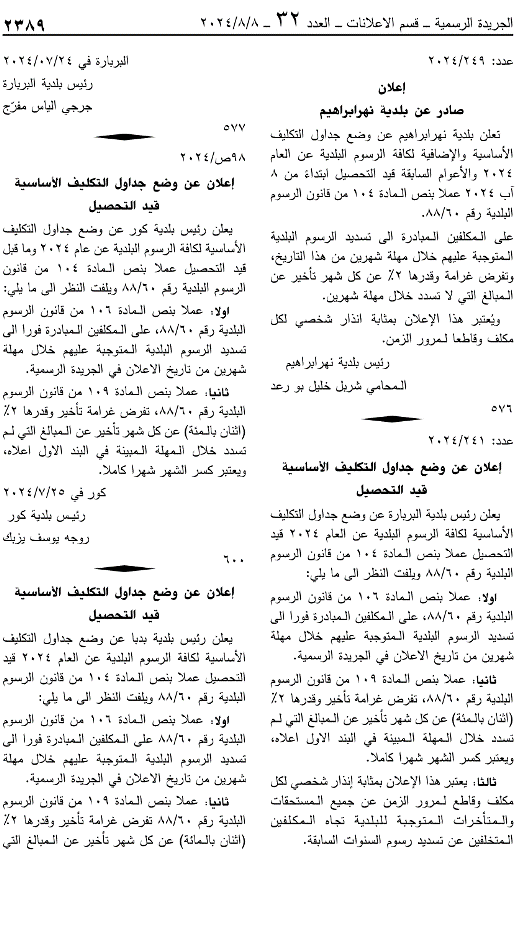 الجريدة الرسمية ــ قسم الاعلانات ــ العدد ٣٢ ــ ٢٠٢٤/٨/٨
٢٣٨٩
عدد: ٢٠٢٤/٢٤٩
إعلان
صادر عن بلدية نهرابراهيم
تعلن بلدية نهرابراهيم عن وضع جداول التكليف
الأساسية والإضافية لكافة الرسوم البلدية عن العام
٢٠٢٤ والأعوام السابقة قيد التحصيل ابتداءً من ٨
آب ٢٠٢٤ عملا بنص المادة ١٠٤ من قانون الرسوم
البلدية رقم ٨٨/٦٠.
على المكلفين المبادرة الى تسديد الرسوم البلدية
المتوجبة عليهم خلال مهلة شهرين من هذا التاريخ،
وتفرض غرامة وقدرها ٢٪ عن كل شهر تأخير عن
المبالغ التي لا تسدد خلال مهلة شهرين.
ويُعتبر هذا الإعلان بمثابة انذار شخصي لكل
مكلف وقاطعا لمرور الزمن.
رئيس بلدية نهرابراهيم
المحامي شربل خليل بو رعد
٥٧٦
عدد: ٢٠٢٤/٢٤١
إعلان عن وضع جداول التكليف الأساسية
قيد التحصيل
يعلن رئيس بلدية البربارة عن وضع جداول التكليف
الأساسية لكافة الرسوم البلدية عن العام ٢٠٢٤ قيد
التحصيل عملا بنص المادة ١٠٤ من قانون الرسوم
البلدية رقم ٨٨/٦٠ ويلفت النظر الى ما يلي:
اولا: عملا بنص المادة ١٠٦ من قانون الرسوم
البلدية رقم ٨٨/٦٠، على المكلفين المبادرة فورا الى
تسديد الرسوم البلدية المتوجبة عليهم خلال مهلة
شهرين من تاريخ الاعلان في الجريدة الرسمية.
ثانيا: عملا بنص المادة ١٠٩ من قانون الرسوم
البلدية رقم ٨٨/٦٠، تفرض غرامة تأخير وقدرها ٢٪
(اثنان بالمئة) عن كل شهر تأخير عن المبالغ التي لم
تسدد خلال المهلة المبينة في البند الاول اعلاه،
ويعتبر كسر الشهر شهرا كاملا.
ثالثا: يعتبر هذا الإعلان بمثابة إنذار شخصي لكل
مكلف وقاطع لمرور الزمن عن جميع المستحقات
والمتأخرات المتوجبة للبلدية تجاه المكلفين
المتخلفين عن تسديد رسوم السنوات السابقة.
البربارة في ٢٠٢٤/٠٧/٢٤
رئيس بلدية البربارة
جرجي الياس مفرّج
٥٧٧
٩٨ص/٢٠٢٤
إعلان عن وضع جداول التكليف الأساسية
قيد التحصيل
يعلن رئيس بلدية كور عن وضع جداول التكليف
الأساسية لكافة الرسوم البلدية عن عام ٢٠٢٤ وما قبل
قيد التحصيل عملا بنص المادة ١٠٤ من قانون
الرسوم البلدية رقم ٨٨/٦٠ ويلفت النظر الى ما يلي:
اولا: عملا بنص المادة ١٠٦ من قانون الرسوم
البلدية رقم ٨٨/٦٠، على المكلفين المبادرة فورا الى
تسديد الرسوم البلدية المتوجبة عليهم خلال مهلة
شهرين من تاريخ الاعلان في الجريدة الرسمية.
ثانيا: عملا بنص المادة ١٠٩ من قانون الرسوم
البلدية رقم ٨٨/٦٠، تفرض غرامة تأخير وقدرها ٢٪
(اثنان بالمئة) عن كل شهر تأخير عن المبالغ التي لم
تسدد خلال المهلة المبينة في البند الاول اعلاه،
ويعتبر كسر الشهر شهرا كاملا.
كور في ٢٠٢٤/٧/٢٥
رئيس بلدية كور
روجه يوسف يزبك
٦٠٠
إعلان عن وضع جداول التكليف الأساسية
قيد التحصيل
يعلن رئيس بلدية بدبا عن وضع جداول التكليف
الأساسية لكافة الرسوم البلدية عن العام ٢٠٢٤ قيد
التحصيل عملا بنص المادة ١٠٤ من قانون الرسوم
البلدية رقم ٨٨/٦٠ ويلفت النظر الى ما يلي:
اولا: عملا بنص المادة ١٠٦ من قانون الرسوم
البلدية رقم ٨٨/٦٠ على المكلفين المبادرة فورا الى
تسديد الرسوم البلدية المتوجبة عليهم خلال مهلة
شهرين من تاريخ الاعلان في الجريدة الرسمية.
ثانيا: عملا بنص المادة ١٠٩ من قانون الرسوم
البلدية رقم ٨٨/٦٠ تفرض غرامة تأخير وقدرها ٢٪
(اثنان بالمائة) عن كل شهر تأخير عن المبالغ التي